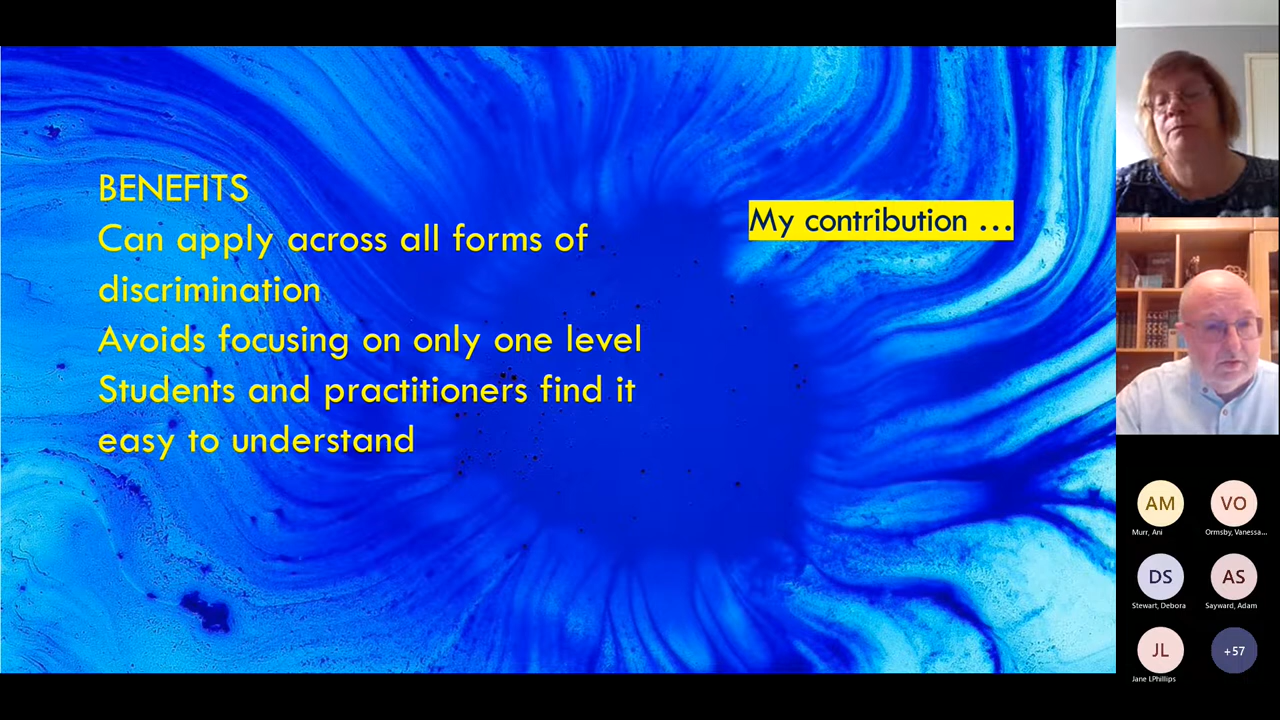 BENEFITS
Can apply across all forms of
discrimination
Avoids focusing on only one level
Students and practitioners find it
easy to understand
My contribution ...
AM
VO
Murr, Ani
Ormsby, Vanessa...
DS
AS
Stewart, Debora
Sayward, Adam
JL
+57
Jane LPhillips